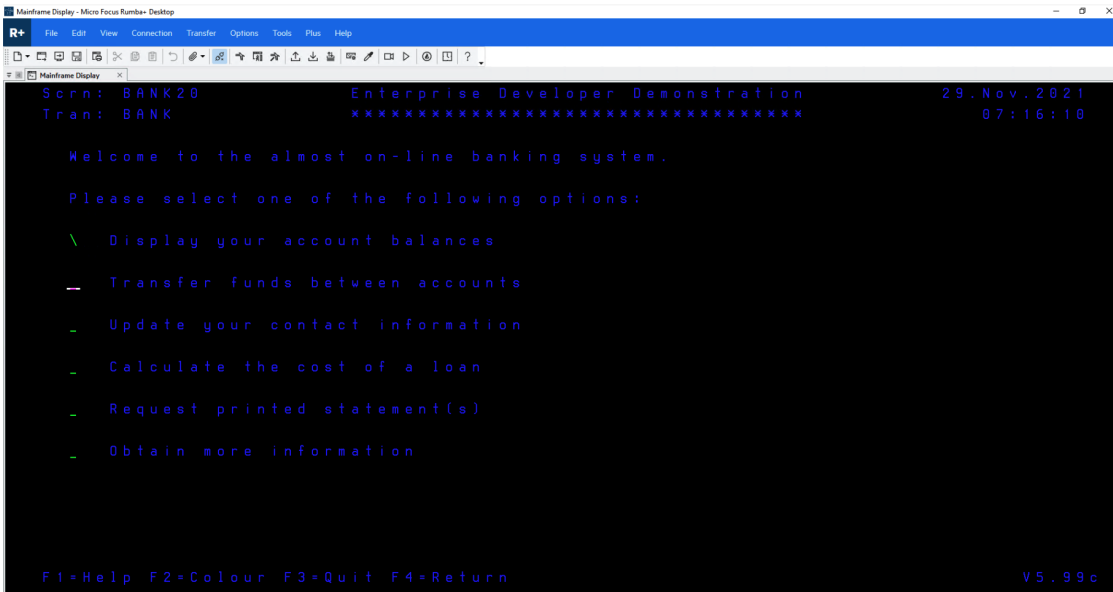 Mainframe Display - Micro Focus Rumba+ Desktop
R+ File Edit View Connection Transfer Options Tools Plus Help
Mainframe Display
Scrn: BANK20 Enterprise Developer Demonstration 29.Nov.2021
Tran: BANK ********************************** 07:16:10
Welcome to the almost on-line banking system.
Please select one of the following options:
\ Display your account balances
_ Transfer funds between accounts
_ Update your contact information
_ Calculate the cost of a loan
_ Request printed statement(s)
_ Obtain more information
F1=Help F2=Colour F3=Quit F4=Return V5.99c